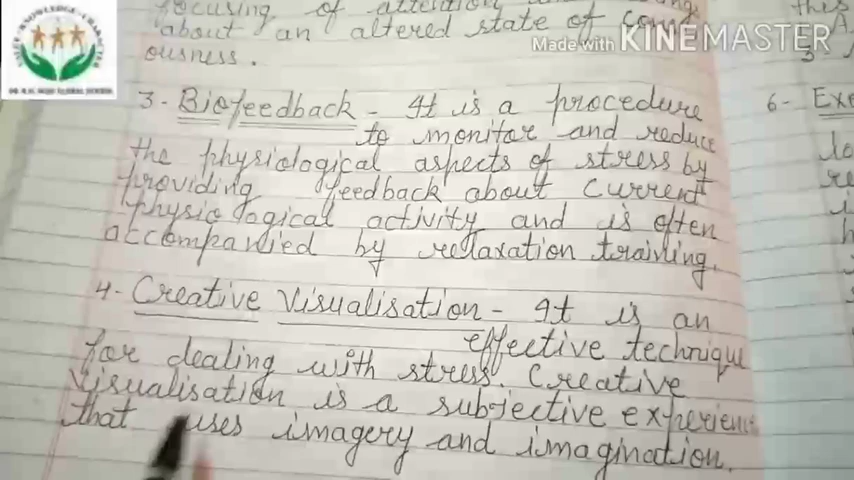 focusing of attention
about an altered state of consci
ousness.
3- Biofeedback - It is a procedure
to monitor and reduce
the physiological aspects of stress by
providing feedback about current
physiological activity and is often
accompanied by relaxation training.
4- Creative Visualisation - It is an
effective technique
for dealing with stress. Creative
visualisation is a subjective experienc
that uses imagery and imagination.
Made with KINEMASTER
6- Exe